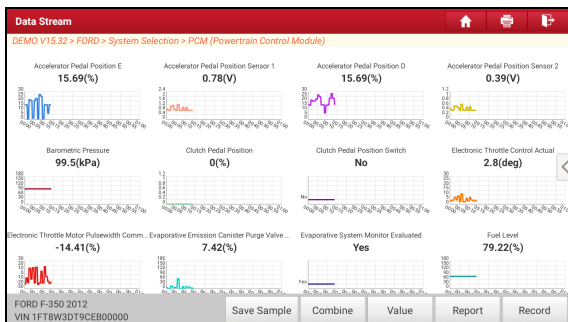 Data Stream
DEMO V15.32 > FORD > System Selection > PCM (Powertrain Control Module)
Accelerator Pedal Position E
15.69(%)
Accelerator Pedal Position Sensor 1
0.78(V)
Accelerator Pedal Position D
15.69(%)
Accelerator Pedal Position Sensor 2
0.39(V)
Barometric Pressure
99.5(kPa)
Clutch Pedal Position
0(%)
Clutch Pedal Position Switch
No
No
Electronic Throttle Control Actual
2.8(deg)
Electronic Throttle Motor Pulsewidth Comm...
-14.41(%)
Evaporative Emission Canister Purge Valve ...
7.42(%)
Evaporative System Monitor Evaluated
Yes
Yes
Fuel Level
79.22(%)
FORD F-350 2012
VIN 1FT8W3DT9CEB00000
Save Sample
Combine
Value
Report
Record